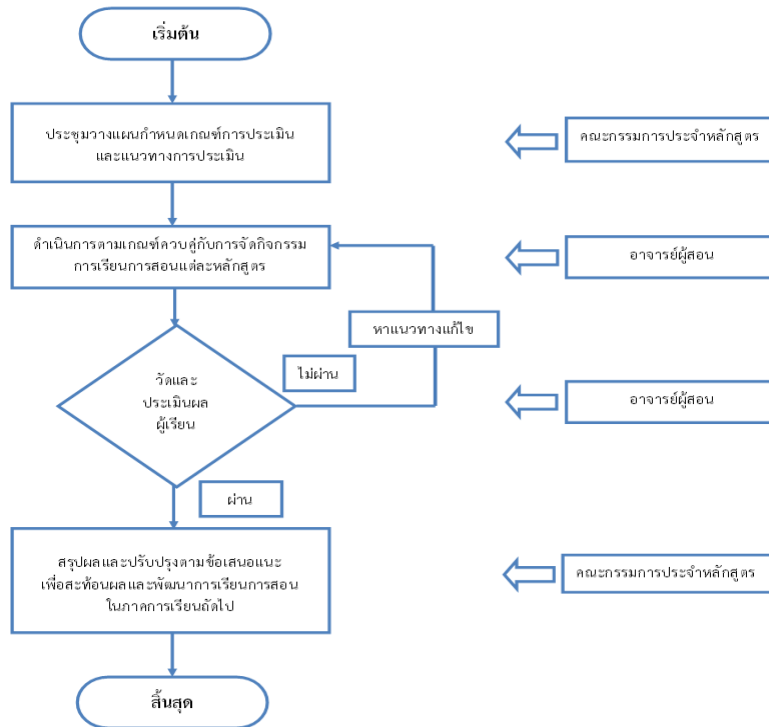 เริ่มต้น
ประชุมวางแผนกำหนดเกณฑ์การประเมิน
และแนวทางการประเมิน
คณะกรรมการประจำหลักสูตร
ดำเนินการตามเกณฑ์ควบคู่กับการจัดกิจกรรม
การเรียนการสอนแต่ละหลักสูตร
อาจารย์ผู้สอน
หาแนวทางแก้ไข
ไม่ผ่าน
วัดและ
ประเมินผล
ผู้เรียน
อาจารย์ผู้สอน
ผ่าน
สรุปผลและปรับปรุงตามข้อเสนอแนะ
เพื่อสะท้อนผลและพัฒนาการเรียนการสอน
ในภาคการเรียนถัดไป
คณะกรรมการประจำหลักสูตร
สิ้นสุด